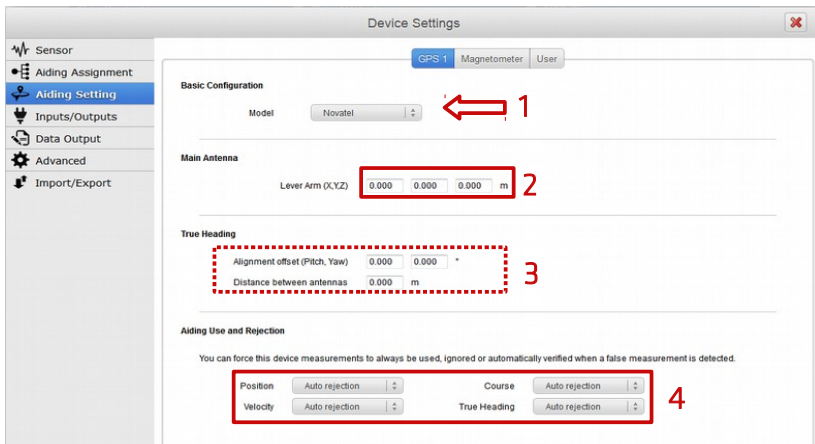 Device Settings
Sensor
Aiding Assignment
Aiding Setting
Inputs/Outputs
Data Output
Advanced
Import/Export
GPS 1 Magnetometer User
Basic Configuration
Model Novatel 1
Main Antenna
Lever Arm (X,Y,Z) 0.000 0.000 0.000 m 2
True Heading
Alignment offset (Pitch, Yaw) 0.000 0.000 °
Distance between antennas 0.000 m
3
Aiding Use and Rejection
You can force this device measurements to always be used, ignored or automatically verified when a false measurement is detected.
Position Auto rejection Course Auto rejection
Velocity Auto rejection True Heading Auto rejection
4